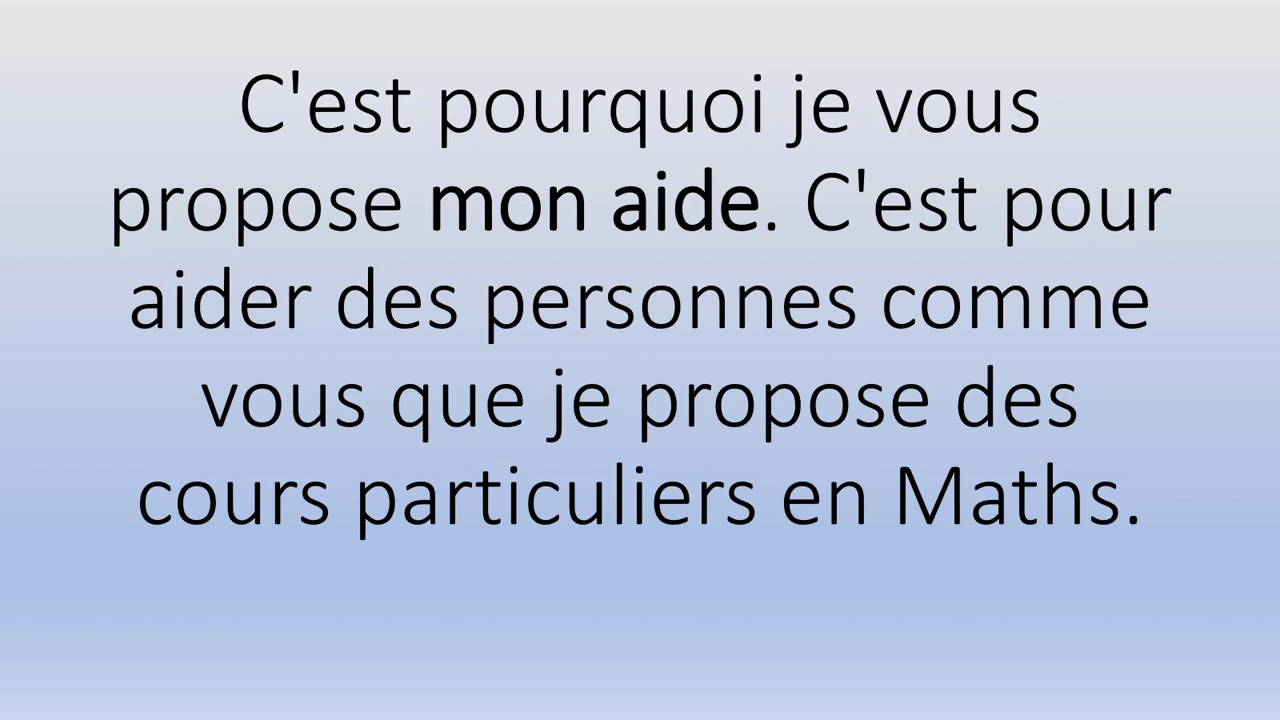 C'est pourquoi je vous
propose mon aide. C'est pour
aider des personnes comme
vous que je propose des
cours particuliers en Maths.